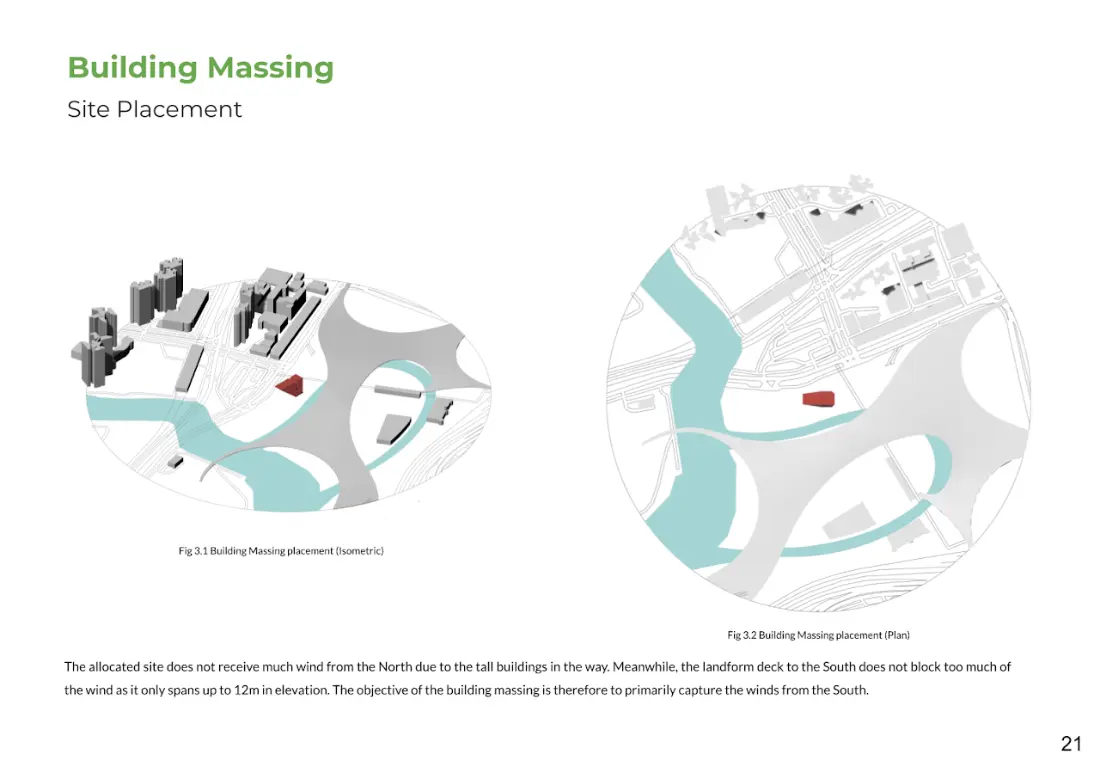 Building Massing
Site Placement
Fig 3.1 Building Massing placement (Isometric)
Fig 3.2 Building Massing placement (Plan)
The allocated site does not receive much wind from the North due to the tall buildings in the way. Meanwhile, the landform deck to the South does not block too much of
the wind as it only spans up to 12m in elevation. The objective of the building massing is therefore to primarily capture the winds from the South.
21